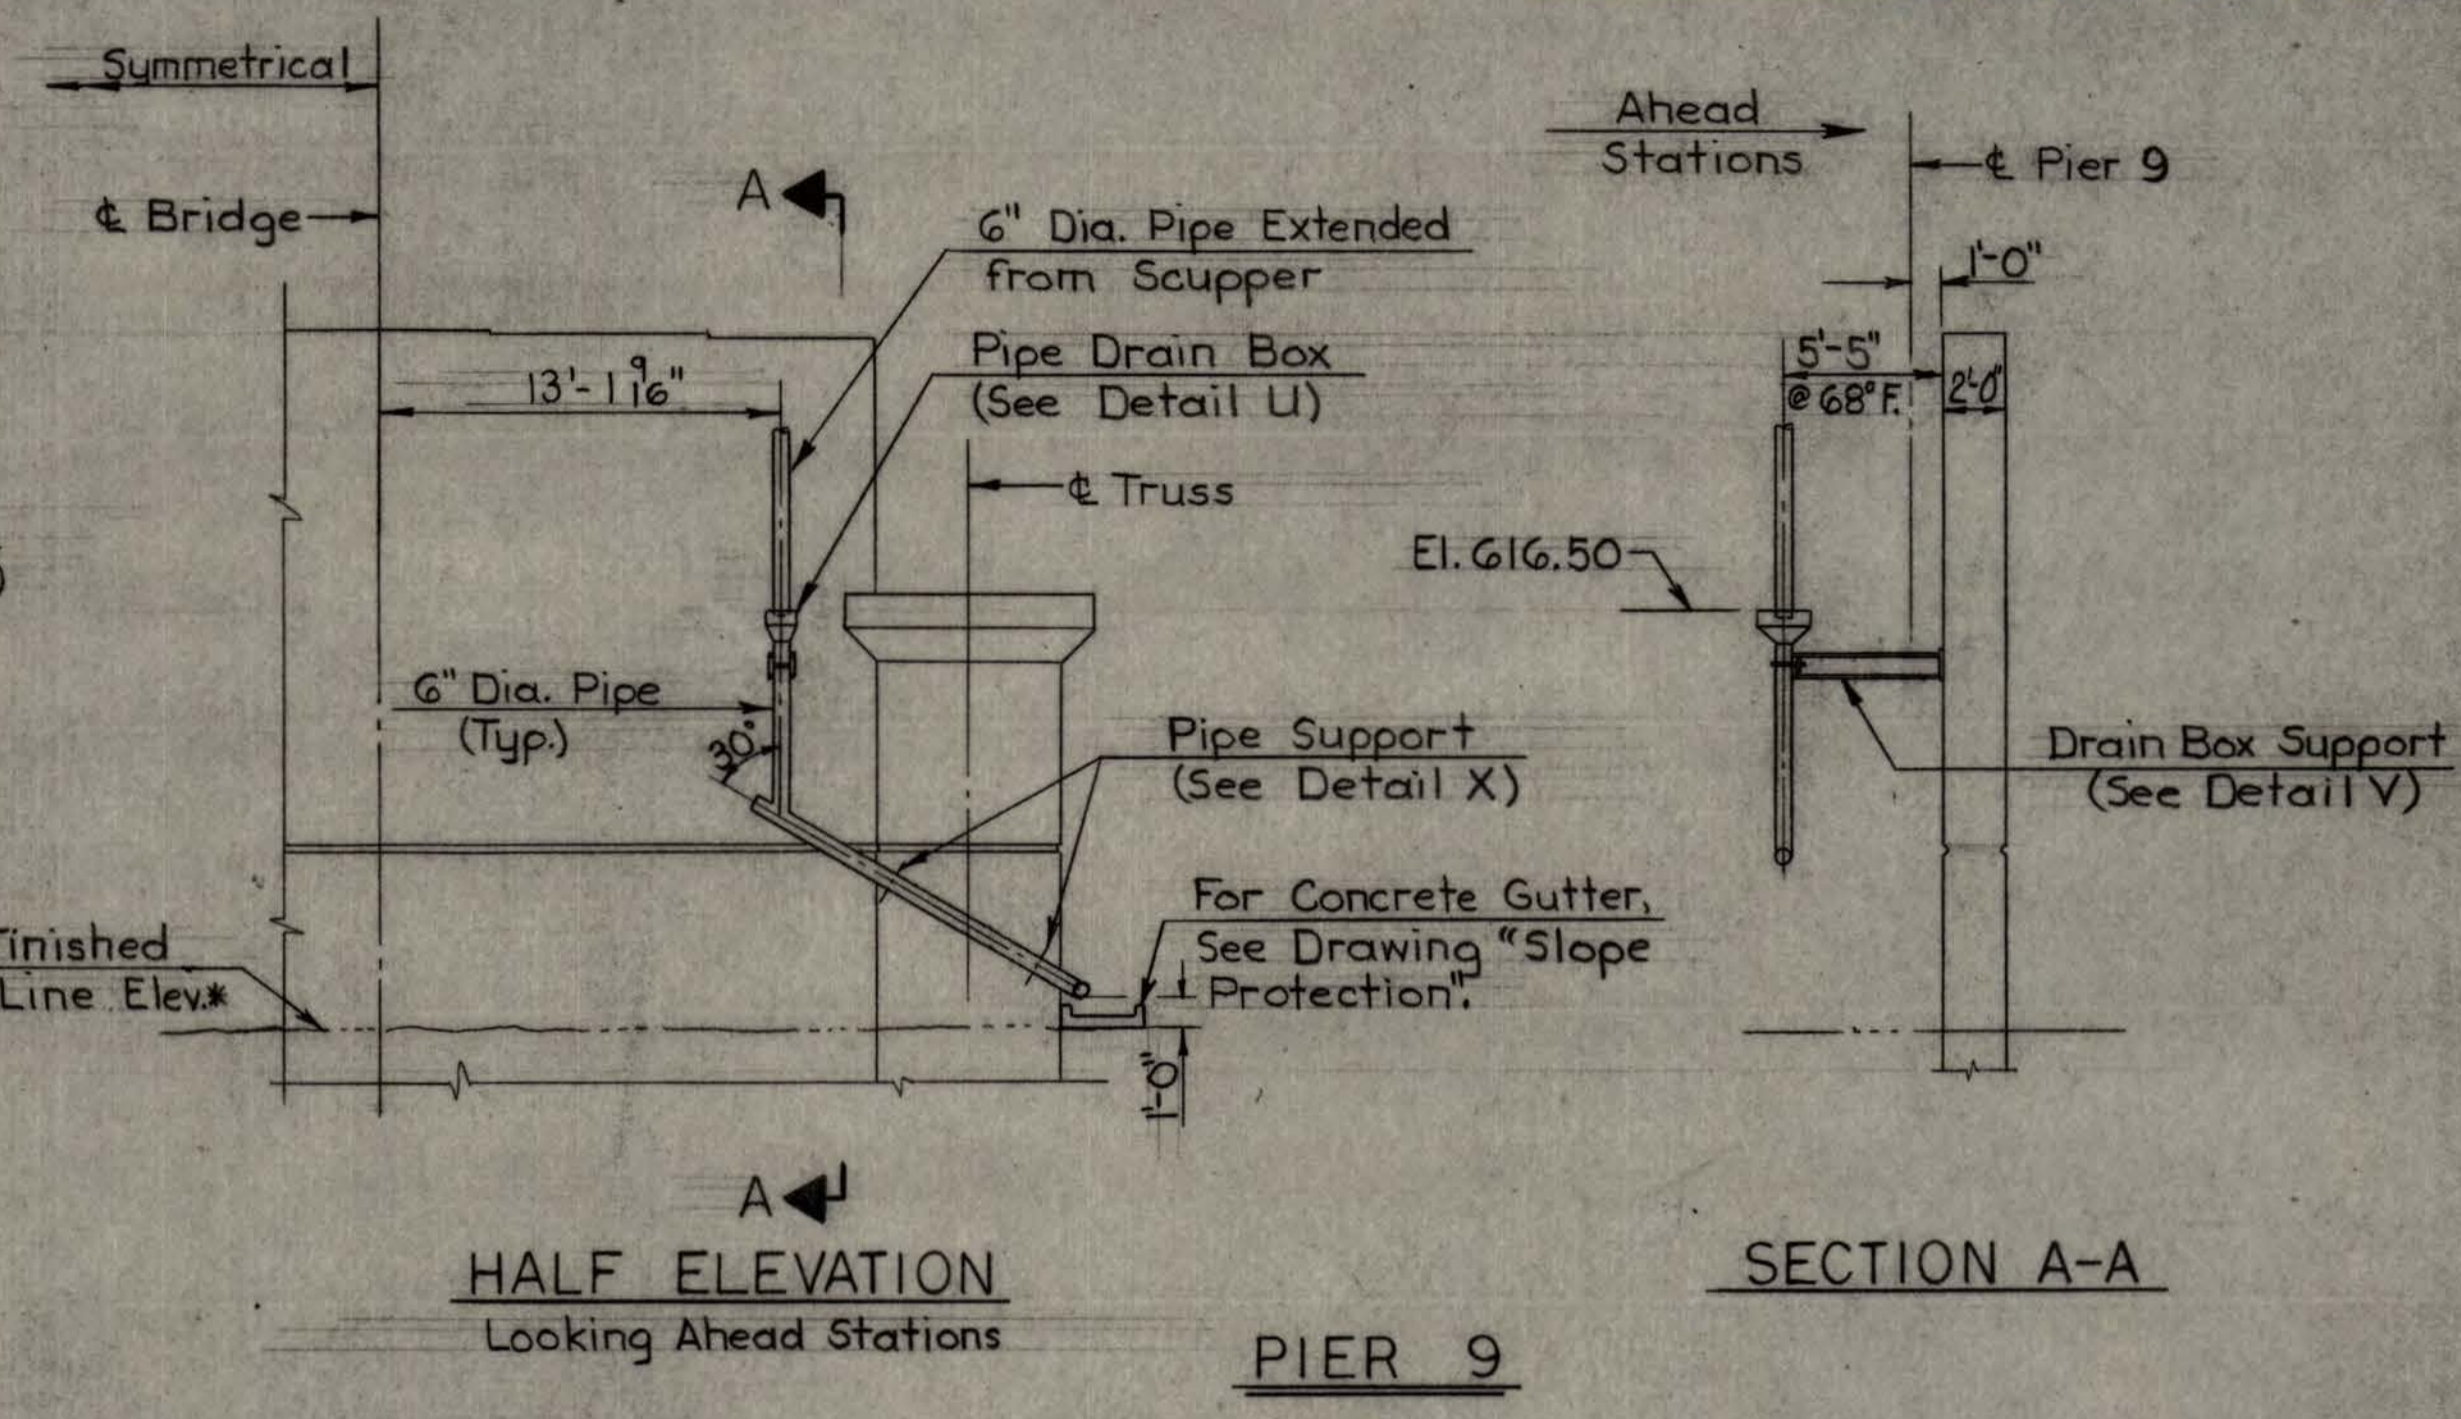 Symmetrical
℄ Bridge
A
6" Dia. Pipe Extended
from Scupper
13'-1 9/16"
Pipe Drain Box
(See Detail U)
℄ Truss
6" Dia. Pipe
(Typ.)
30°
Pipe Support
(See Detail X)
For Concrete Gutter,
See Drawing "Slope
Protection".
Finished
Line Elev.*
1'-0"
A
HALF ELEVATION
Looking Ahead Stations
Ahead
Stations
℄ Pier 9
1'-0"
5'-5"
@ 68°F.
2'-0"
El. 616.50
Drain Box Support
(See Detail V)
SECTION A-A
PIER 9